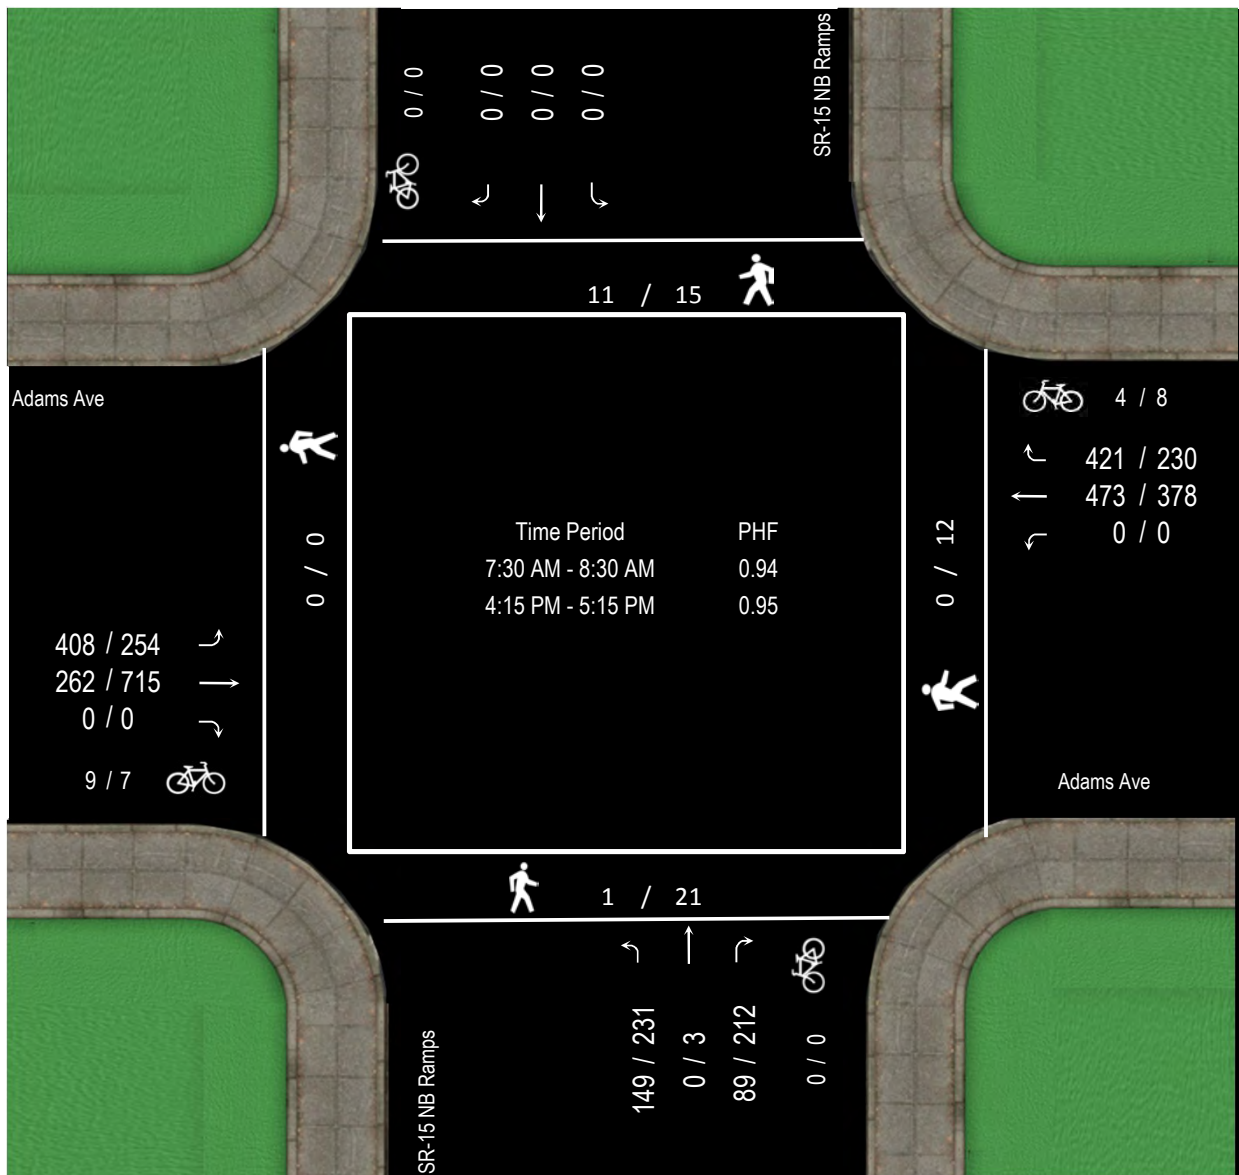 SR-15 NB Ramps
0 / 0
0 / 0
0 / 0
0 / 0
11 / 15
Adams Ave
4 / 8
421 / 230
473 / 378
0 / 0
0 / 0
Time Period PHF
7:30 AM - 8:30 AM 0.94
4:15 PM - 5:15 PM 0.95
0 / 12
408 / 254
262 / 715
0 / 0
9 / 7
Adams Ave
1 / 21
149 / 231
0 / 3
89 / 212
0 / 0
SR-15 NB Ramps